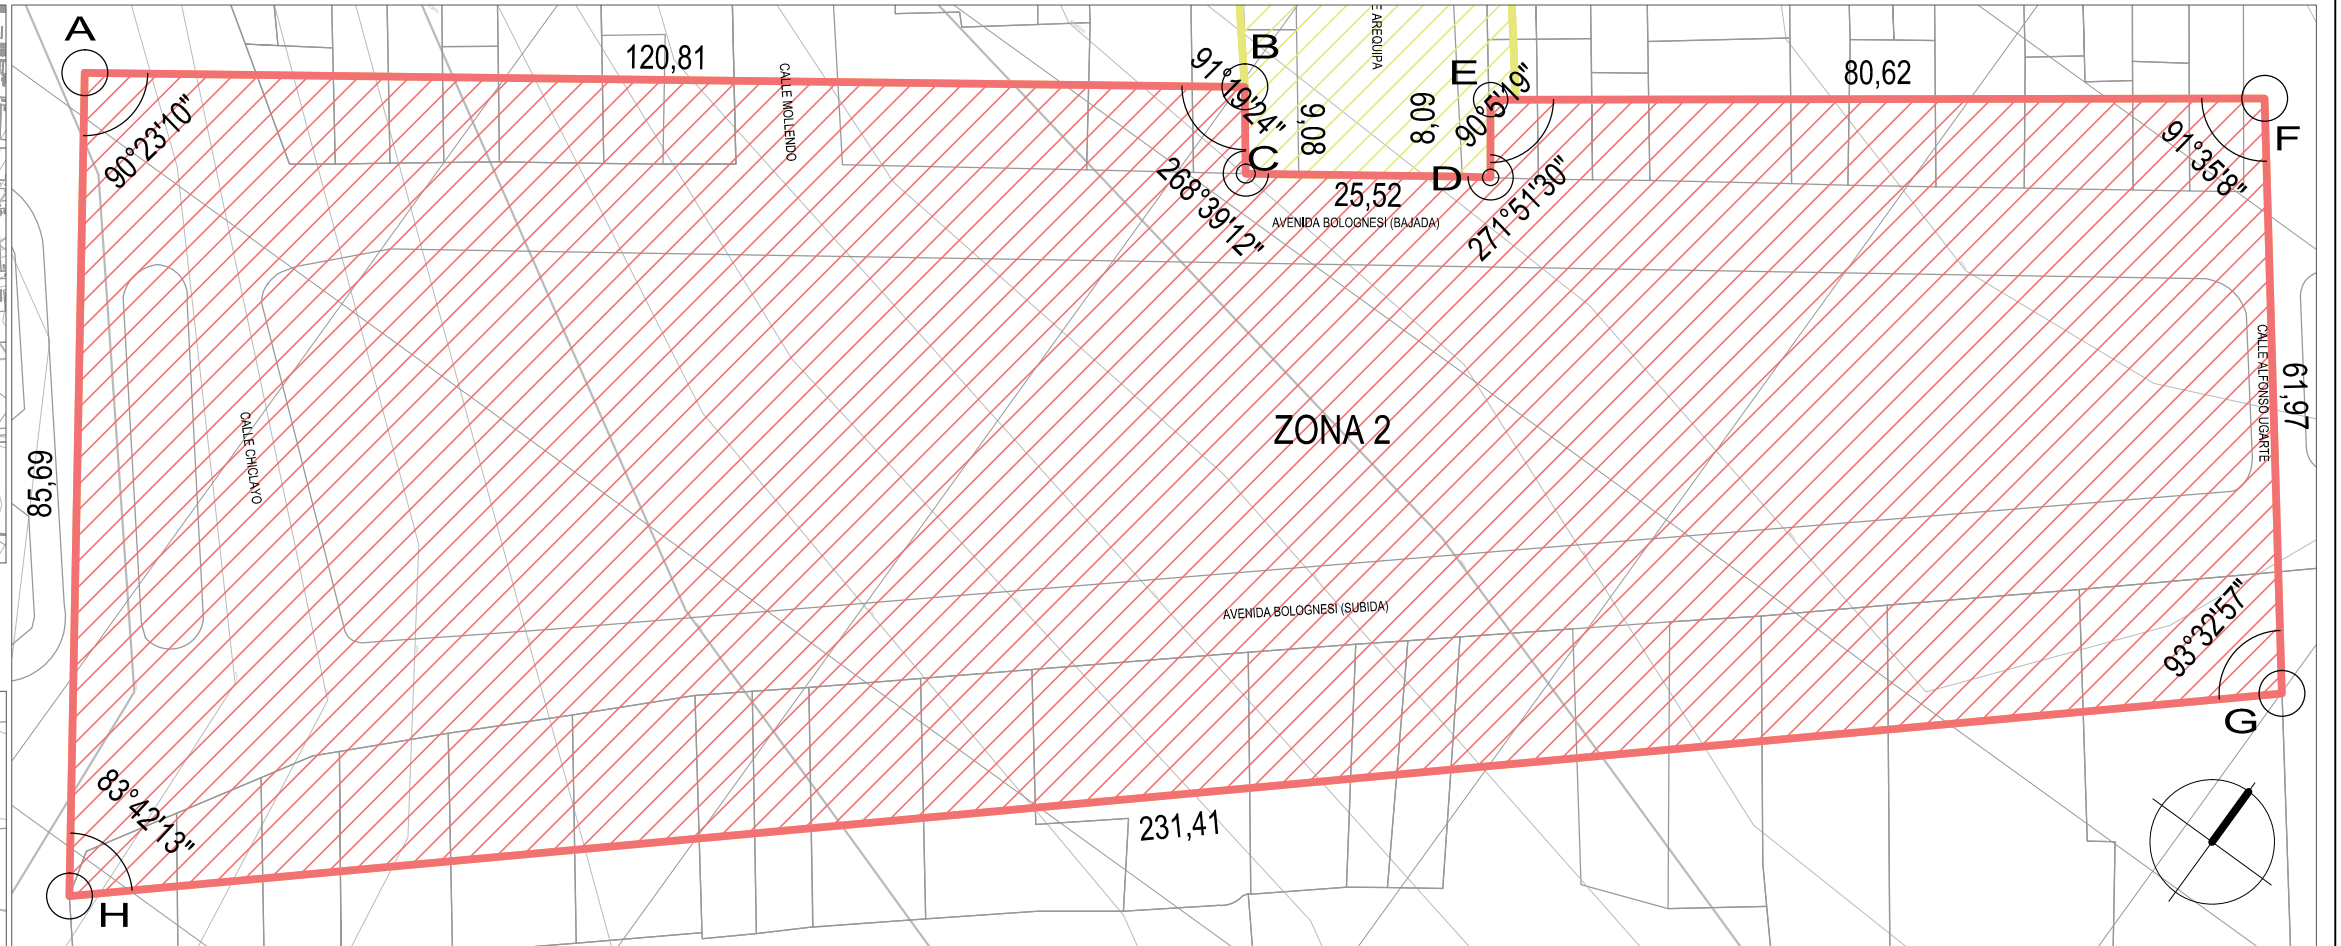 A
120,81
B
E AREQUIPA
E
80,62
F
CALLE MOLLENDO
91°19'24"
9,08
8,09
90°5'19"
90°23'10"
91°35'8"
C
D
268°39'12"
25,52
271°51'30"
AVENIDA BOLOGNESI (BAJADA)
CALLE ALFONSO UGARTE
61,97
ZONA 2
CALLE CHICLAYO
85,69
AVENIDA BOLOGNESI (SUBIDA)
93°32'57"
G
83°42'13"
231,41
H